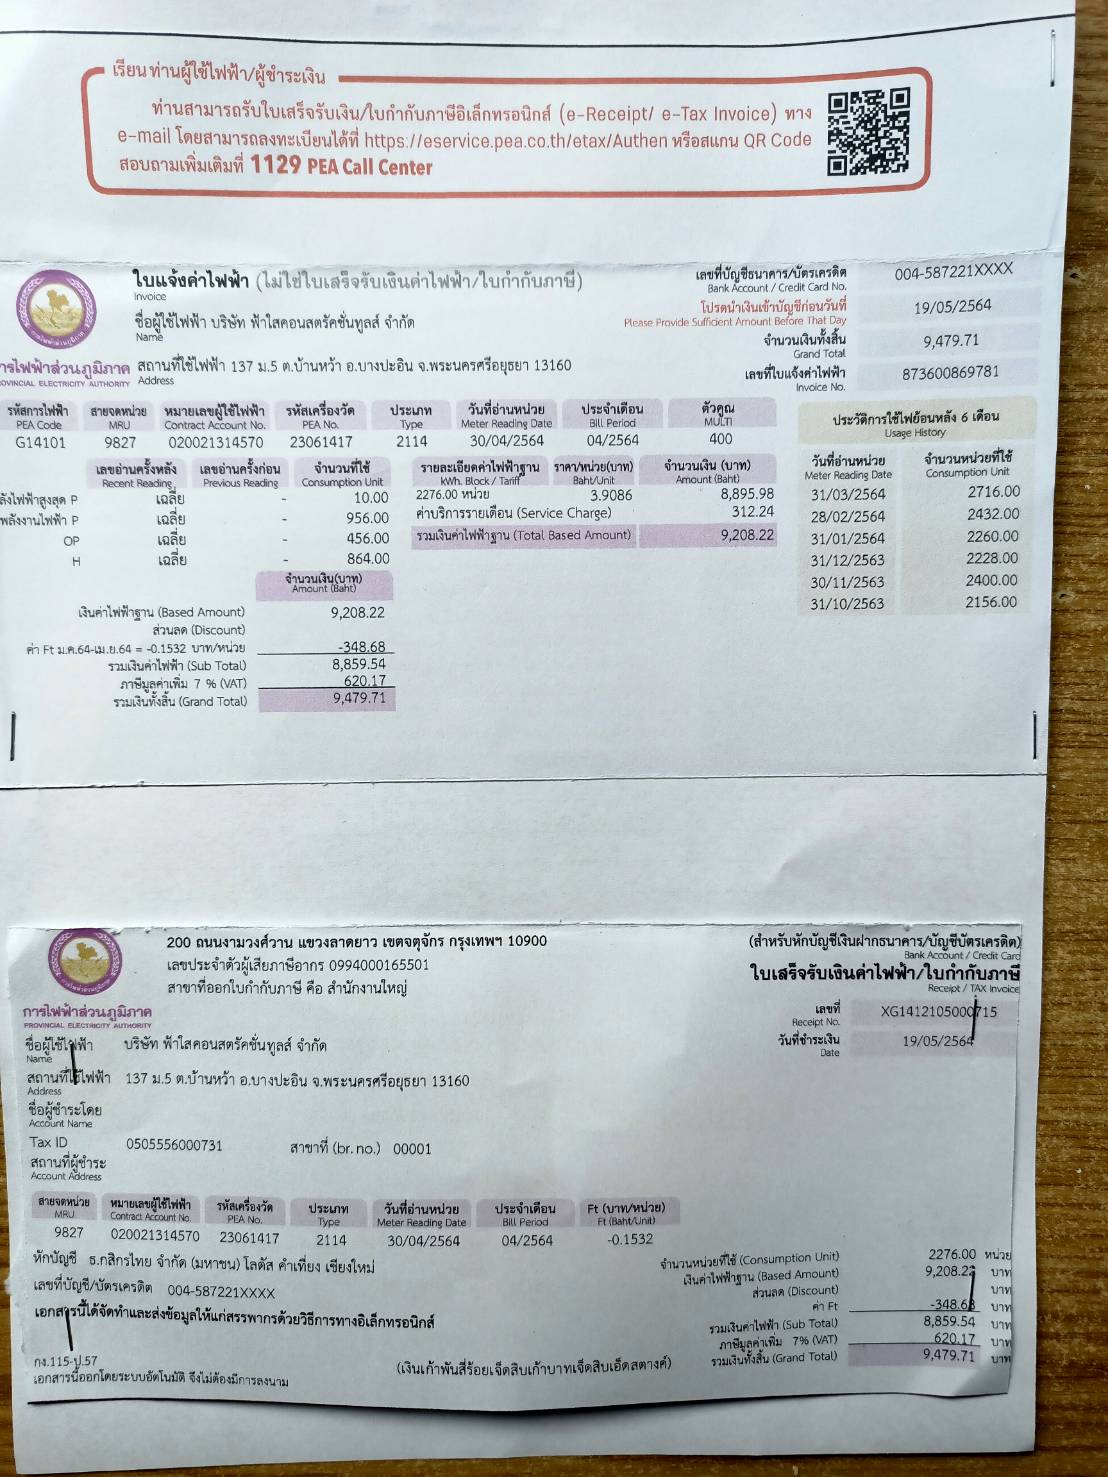 เรียน ท่านผู้ใช้ไฟฟ้า/ผู้ชำระเงิน
ท่านสามารถรับใบเสร็จรับเงิน/ใบกำกับภาษีอิเล็กทรอนิกส์ (e-Receipt/ e-Tax Invoice) ทาง
e-mail โดยสามารถลงทะเบียนได้ที่ https://eservice.pea.co.th/etax/Authen หรือสแกน QR Code
สอบถามเพิ่มเติมที่ 1129 PEA Call Center
ใบแจ้งค่าไฟฟ้า (ไม่ใช่ใบเสร็จรับเงินค่าไฟฟ้า/ใบกำกับภาษี)
Invoice
เลขที่บัญชีธนาคาร/บัตรเครดิต 004-587221XXXX
Bank Account / Credit Card No.
โปรดนำเงินเข้าบัญชีก่อนวันที่ 19/05/2564
Please Provide Sufficient Amount Before That Day
ชื่อผู้ใช้ไฟฟ้า บริษัท ฟ้าใสคอนสตรัคชั่นทูลส์ จำกัด
Name
จำนวนเงินทั้งสิ้น 9,479.71
Grand Total
การไฟฟ้าส่วนภูมิภาค สถานที่ใช้ไฟฟ้า 137 ม.5 ต.บ้านหว้า อ.บางปะอิน จ.พระนครศรีอยุธยา 13160
OVINCIAL ELECTRICITY AUTHORITY Address
เลขที่ใบแจ้งค่าไฟฟ้า 873600869781
Invoice No.
รหัสการไฟฟ้า สายจดหน่วย หมายเลขผู้ใช้ไฟฟ้า รหัสเครื่องวัด ประเภท วันที่อ่านหน่วย ประจำเดือน ตัวคูณ
PEA Code MRU Contract Account No. PEA No. Type Meter Reading Date Bill Period MULTI
G14101 9827 020021314570 23061417 2114 30/04/2564 04/2564 400
ประวัติการใช้ไฟย้อนหลัง 6 เดือน
Usage History
วันที่อ่านหน่วย จำนวนหน่วยที่ใช้
Meter Reading Date Consumption Unit
31/03/2564 2716.00
28/02/2564 2432.00
31/01/2564 2260.00
31/12/2563 2228.00
30/11/2563 2400.00
31/10/2563 2156.00
เลขอ่านครั้งหลัง เลขอ่านครั้งก่อน จำนวนที่ใช้
Recent Reading Previous Reading Consumption Unit
ลังไฟฟ้าสูงสุด P เฉลี่ย - 10.00
พลังงานไฟฟ้า P เฉลี่ย - 956.00
OP เฉลี่ย - 456.00
H เฉลี่ย - 864.00
รายละเอียดค่าไฟฟ้าฐาน ราคา/หน่วย(บาท) จำนวนเงิน (บาท)
kWh. Block / Tariff Baht/Unit Amount (Baht)
2276.00 หน่วย 3.9086 8,895.98
ค่าบริการรายเดือน (Service Charge) 312.24
รวมเงินค่าไฟฟ้าฐาน (Total Based Amount) 9,208.22
จำนวนเงิน(บาท)
Amount (Baht)
เงินค่าไฟฟ้าฐาน (Based Amount) 9,208.22
ส่วนลด (Discount)
ค่า Ft ม.ค.64-เม.ย.64 = -0.1532 บาท/หน่วย -348.68
รวมเงินค่าไฟฟ้า (Sub Total) 8,859.54
ภาษีมูลค่าเพิ่ม 7 % (VAT) 620.17
รวมเงินทั้งสิ้น (Grand Total) 9,479.71
200 ถนนงามวงศ์วาน แขวงลาดยาว เขตจตุจักร กรุงเทพฯ 10900
เลขประจำตัวผู้เสียภาษีอากร 0994000165501
สาขาที่ออกใบกำกับภาษี คือ สำนักงานใหญ่
(สำหรับหักบัญชีเงินฝากธนาคาร/บัญชีบัตรเครดิต)
Bank Account / Credit Card
ใบเสร็จรับเงินค่าไฟฟ้า/ใบกำกับภาษี
Receipt / TAX Invoice
การไฟฟ้าส่วนภูมิภาค
PROVINCIAL ELECTRICITY AUTHORITY
เลขที่ XG1412105000715
Receipt No.
วันที่ชำระเงิน 19/05/2564
Date
ชื่อผู้ใช้ไฟฟ้า บริษัท ฟ้าใสคอนสตรัคชั่นทูลส์ จำกัด
Name
สถานที่ใช้ไฟฟ้า 137 ม.5 ต.บ้านหว้า อ.บางปะอิน จ.พระนครศรีอยุธยา 13160
Address
ชื่อผู้ชำระโดย
Account Name
Tax ID 0505556000731 สาขาที่ (br. no.) 00001
สถานที่ผู้ชำระ
Account Address
สายจดหน่วย หมายเลขผู้ใช้ไฟฟ้า รหัสเครื่องวัด ประเภท วันที่อ่านหน่วย ประจำเดือน Ft (บาท/หน่วย)
MRU Contract Account No. PEA No. Type Meter Reading Date Bill Period Ft (Baht/Unit)
9827 020021314570 23061417 2114 30/04/2564 04/2564 -0.1532
หักบัญชี ธ.กสิกรไทย จำกัด (มหาชน) โลตัส คำเที่ยง เชียงใหม่
เลขที่บัญชี/บัตรเครดิต 004-587221XXXX
เอกสารนี้ได้จัดทำและส่งข้อมูลให้แก่สรรพากรด้วยวิธีการทางอิเล็กทรอนิกส์
จำนวนหน่วยที่ใช้ (Consumption Unit) 2276.00 หน่วย
เงินค่าไฟฟ้าฐาน (Based Amount) 9,208.22 บาท
ส่วนลด (Discount) บาท
ค่า Ft -348.68 บาท
รวมเงินค่าไฟฟ้า (Sub Total) 8,859.54 บาท
ภาษีมูลค่าเพิ่ม 7% (VAT) 620.17 บาท
รวมเงินทั้งสิ้น (Grand Total) 9,479.71 บาท
กง.115-ป.57
(เงินเก้าพันสี่ร้อยเจ็ดสิบเก้าบาทเจ็ดสิบเอ็ดสตางค์)
เอกสารนี้ออกโดยระบบอัตโนมัติ จึงไม่ต้องมีการลงนาม